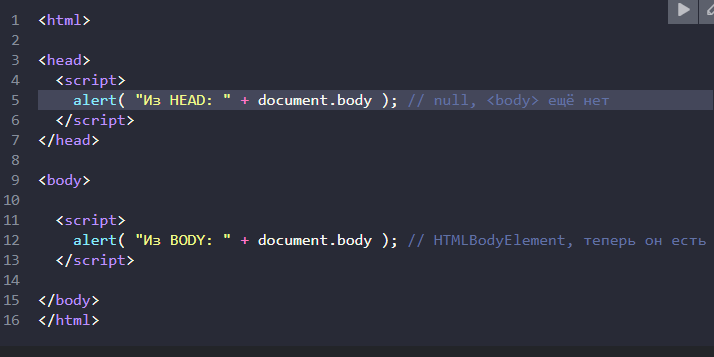 1 <html>
2
3 <head>
4   <script>
5     alert( "Из HEAD: " + document.body ); // null, <body> ещё нет
6   </script>
7 </head>
8
9 <body>
10
11   <script>
12     alert( "Из BODY: " + document.body ); // HTMLBodyElement, теперь он есть
13   </script>
14
15 </body>
16 </html>